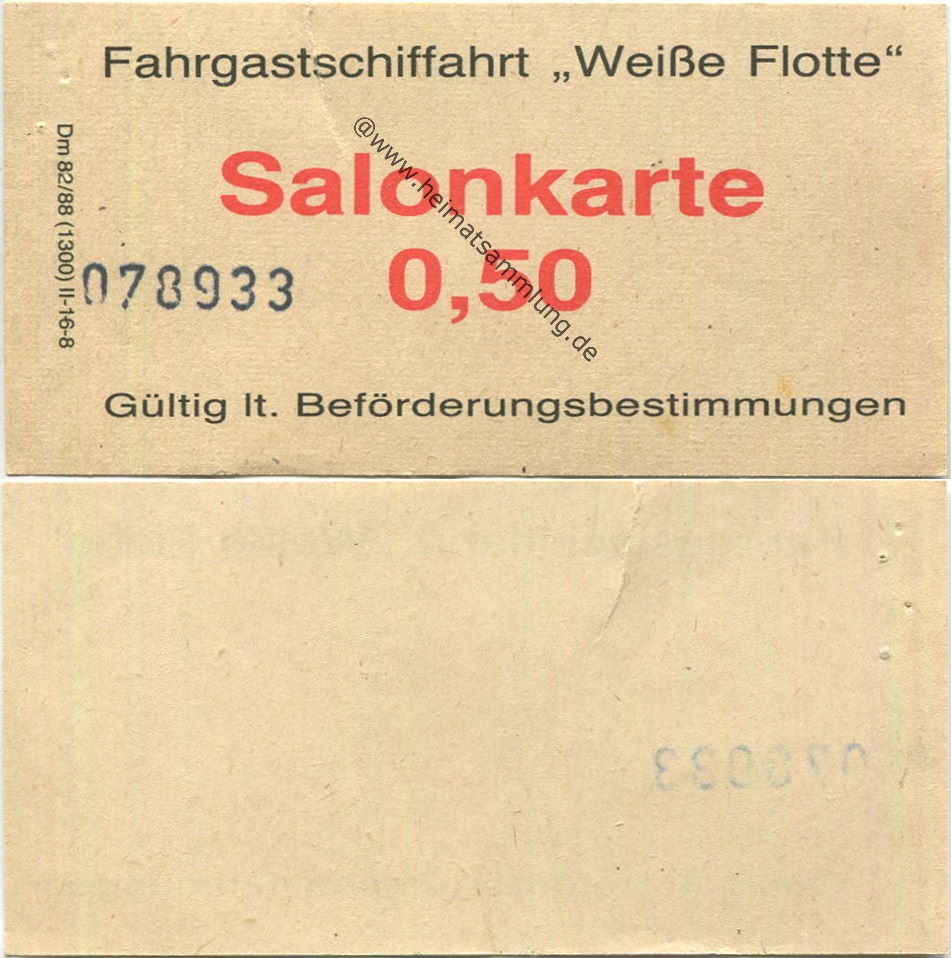 Fahrgastschiffahrt „Weiße Flotte“
Salonkarte
0,50
078933
Dm 82/88 (1300) II-16-8
Gültig lt. Beförderungsbestimmungen
@www.heimatsammlung.de
078933